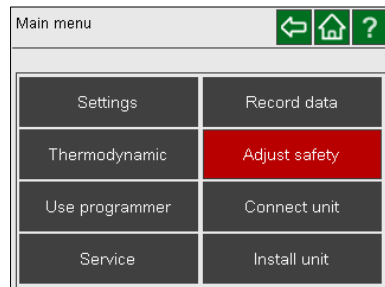 Main menu
?
Settings
Record data
Thermodynamic
Adjust safety
Use programmer
Connect unit
Service
Install unit